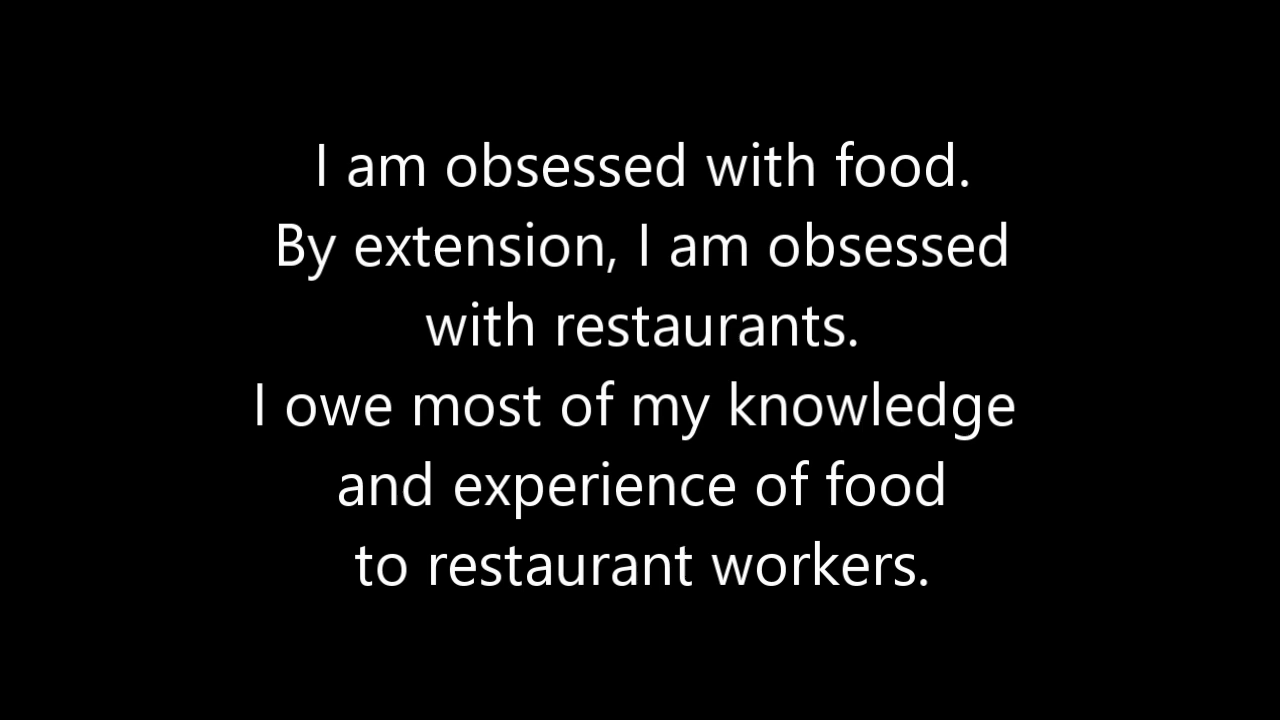 I am obsessed with food.
By extension, I am obsessed
with restaurants.
I owe most of my knowledge
and experience of food
to restaurant workers.